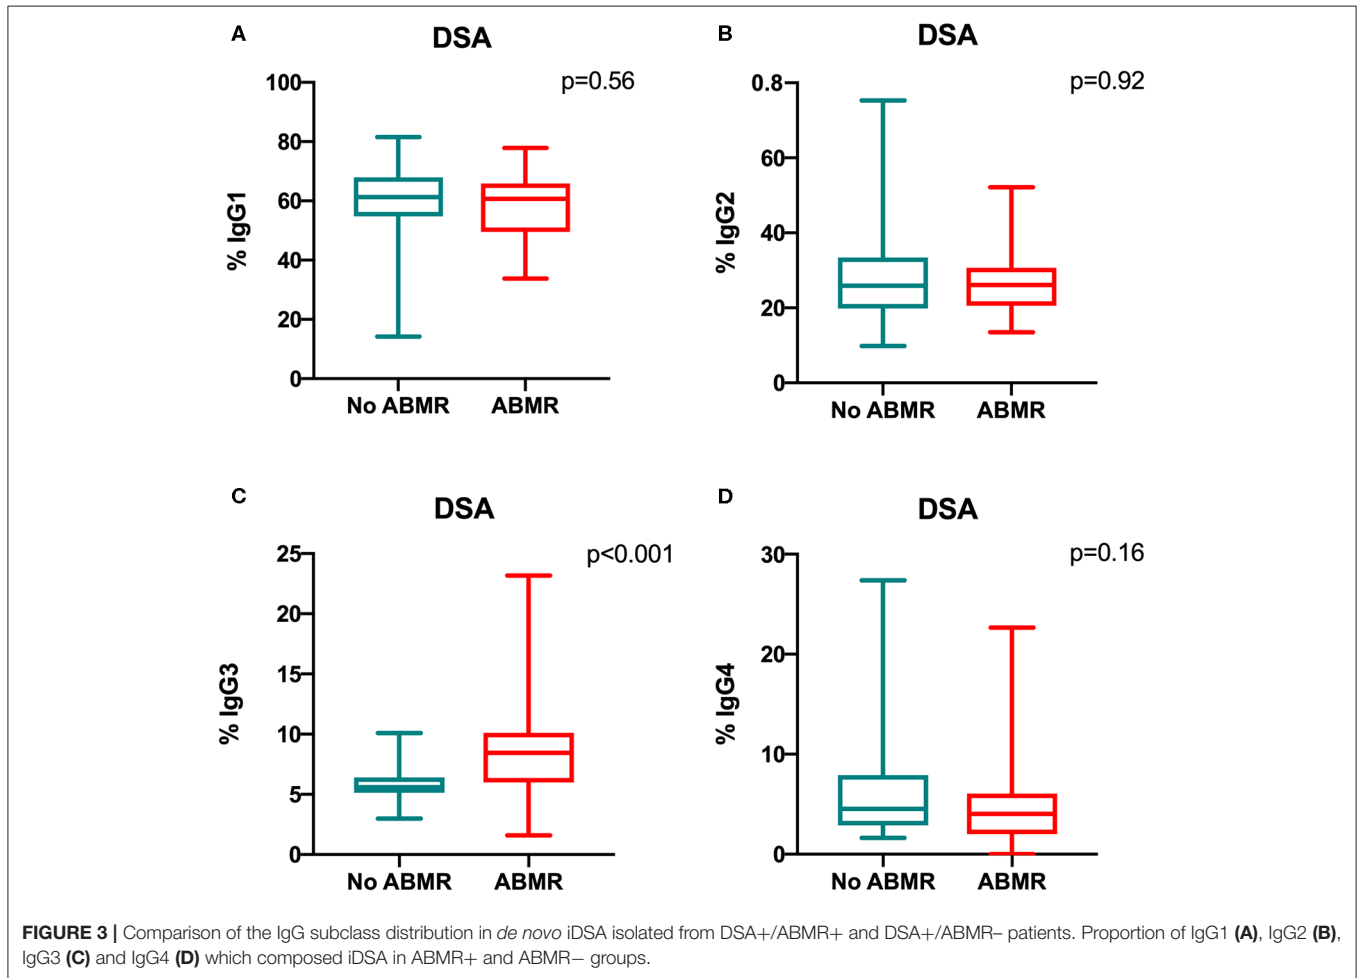 A
DSA
p=0.56
100
80
60
40
20
0
% IgG1
No ABMR ABMR
B
DSA
p=0.92
0.8
60
40
20
0
% IgG2
No ABMR ABMR
C
DSA
p<0.001
25
20
15
10
5
0
% IgG3
No ABMR ABMR
D
DSA
p=0.16
30
20
10
0
% IgG4
No ABMR ABMR
FIGURE 3 | Comparison of the IgG subclass distribution in de novo iDSA isolated from DSA+/ABMR+ and DSA+/ABMR− patients. Proportion of IgG1 (A), IgG2 (B),
IgG3 (C) and IgG4 (D) which composed iDSA in ABMR+ and ABMR− groups.